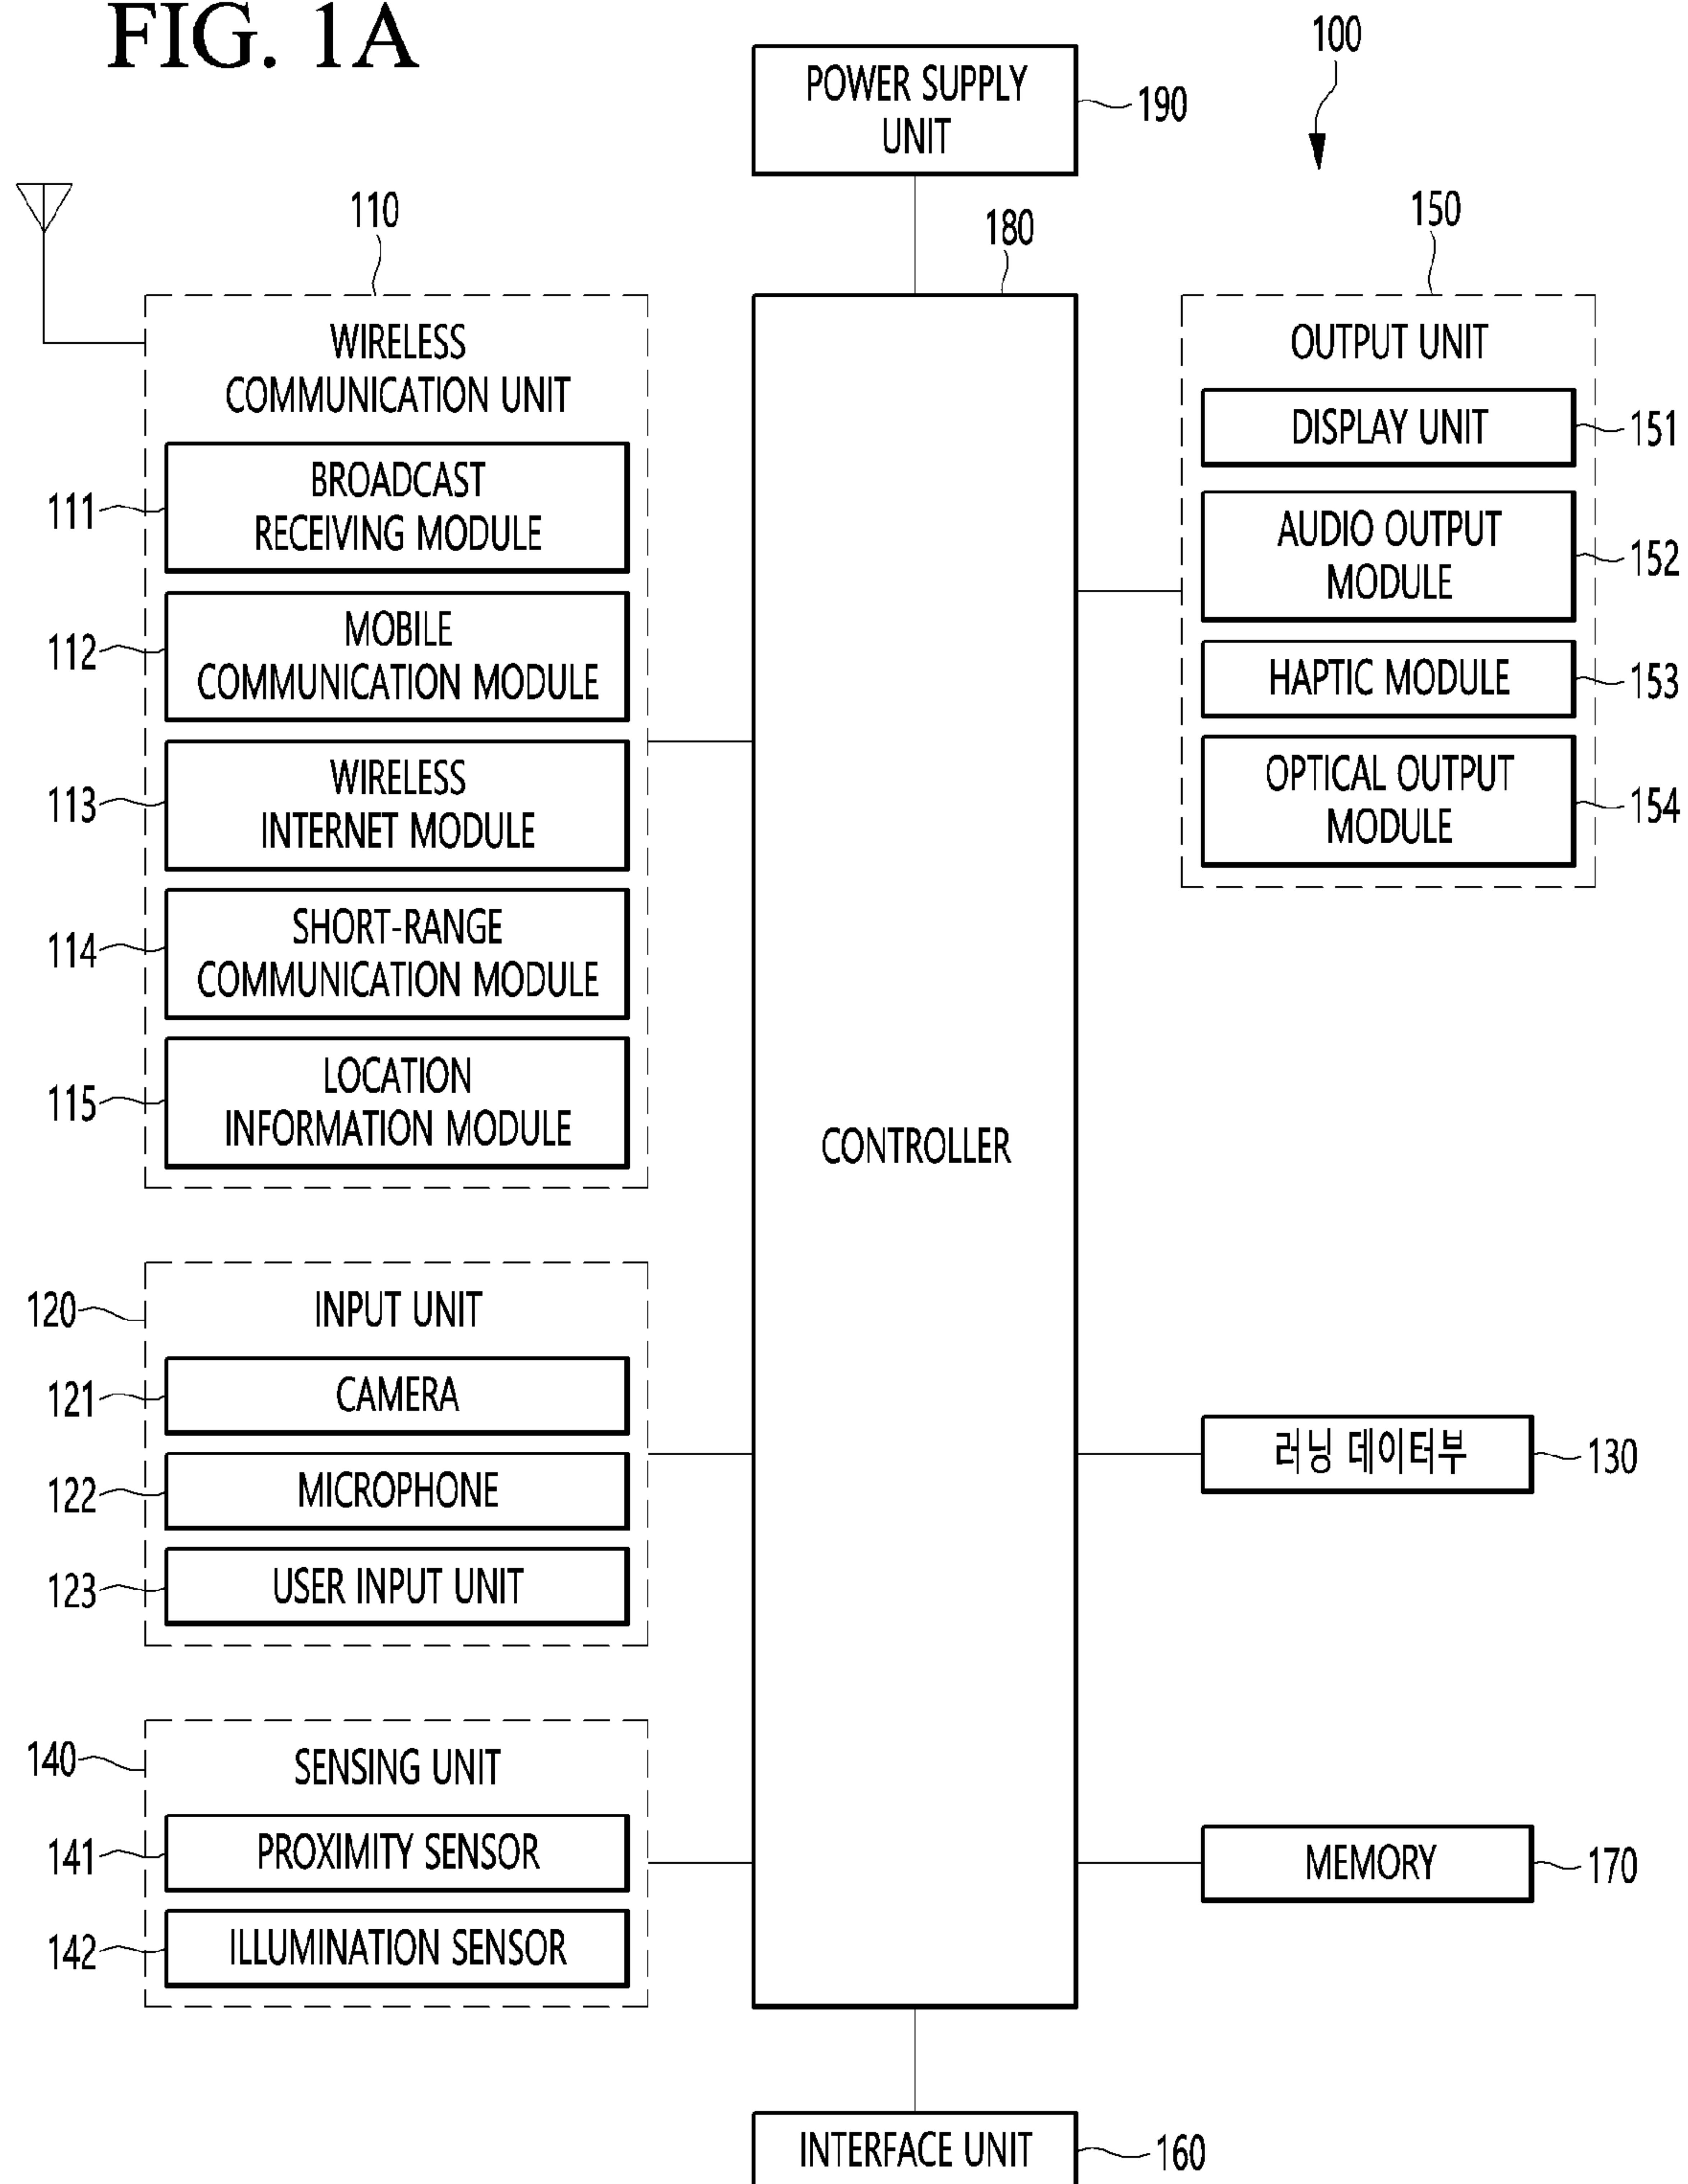 FIG. 1A
100
POWER SUPPLY
UNIT
190
110
180
150
WIRELESS
COMMUNICATION UNIT
111
BROADCAST
RECEIVING MODULE
112
MOBILE
COMMUNICATION MODULE
113
WIRELESS
INTERNET MODULE
114
SHORT-RANGE
COMMUNICATION MODULE
115
LOCATION
INFORMATION MODULE
120
INPUT UNIT
121
CAMERA
122
MICROPHONE
123
USER INPUT UNIT
140
SENSING UNIT
141
PROXIMITY SENSOR
142
ILLUMINATION SENSOR
CONTROLLER
OUTPUT UNIT
DISPLAY UNIT
151
AUDIO OUTPUT
MODULE
152
HAPTIC MODULE
153
OPTICAL OUTPUT
MODULE
154
러닝 데이터부
130
MEMORY
170
INTERFACE UNIT
160